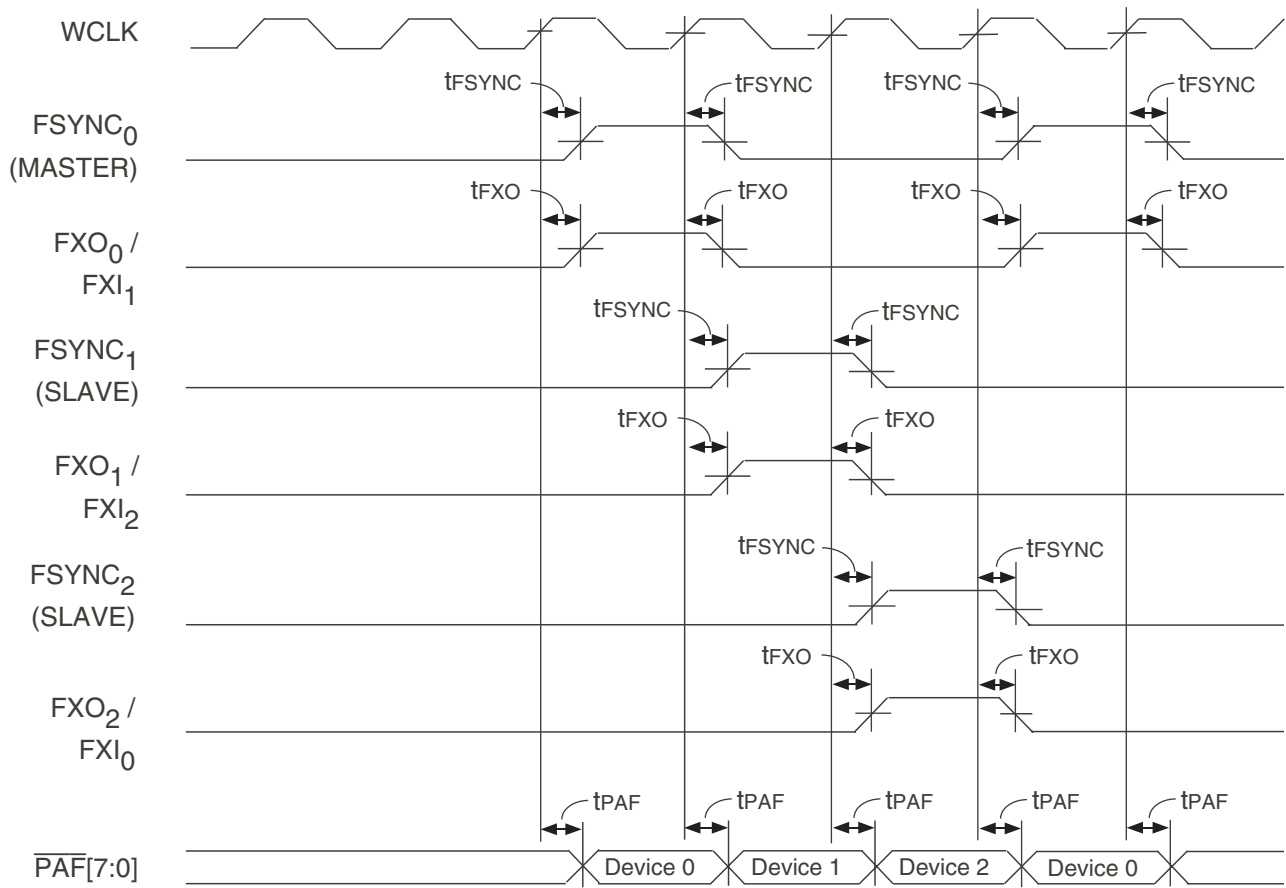 WCLK
tFSYNC tFSYNC tFSYNC tFSYNC
FSYNC0
(MASTER)
tFXO tFXO tFXO tFXO
FXO0 /
FXI1
tFSYNC tFSYNC
FSYNC1
(SLAVE)
tFXO tFXO
FXO1 /
FXI2
tFSYNC tFSYNC
FSYNC2
(SLAVE)
tFXO tFXO
FXO2 /
FXI0
tPAF tPAF tPAF tPAF tPAF
PAF[7:0] Device 0 Device 1 Device 2 Device 0